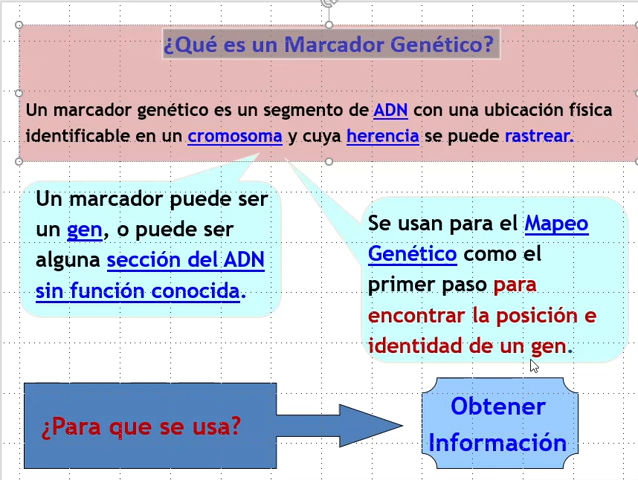 ¿Qué es un Marcador Genético?
Un marcador genético es un segmento de ADN con una ubicación física
identificable en un cromosoma y cuya herencia se puede rastrear.
Un marcador puede ser
un gen, o puede ser
alguna sección del ADN
sin función conocida.
Se usan para el Mapeo
Genético como el
primer paso para
encontrar la posición e
identidad de un gen.
¿Para que se usa?
Obtener
Información